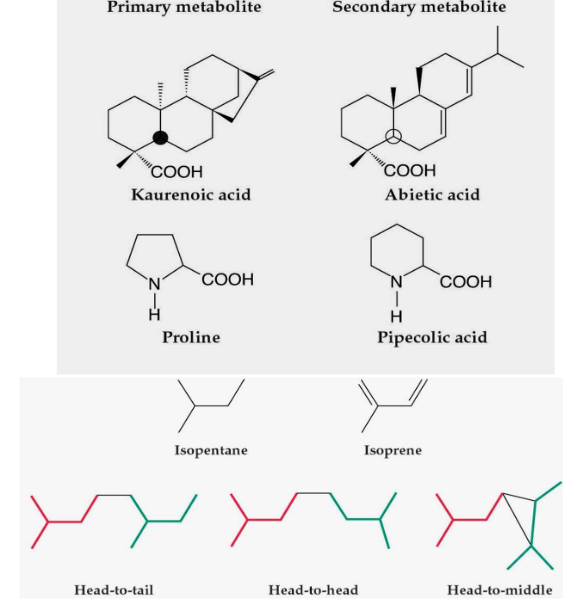 Primary metabolite Secondary metabolite
COOH COOH
Kaurenoic acid Abietic acid
N COOH N COOH
H H
Proline Pipecolic acid
Isopentane Isoprene
Head-to-tail Head-to-head Head-to-middle